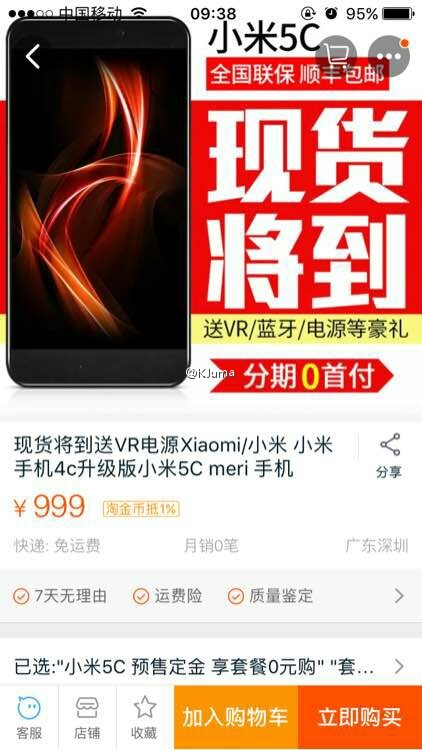 中国移动 09:38 95%
小米5C
全国联保 顺丰包邮
现货
将到
送VR/蓝牙/电源等豪礼
@KJuma
分期0首付
现货将到送VR电源Xiaomi/小米 小米
手机4c升级版小米5C meri 手机
分享
¥999 淘金币抵1%
快递: 免运费 月销0笔 广东深圳
7天无理由 运费险 质量鉴定
已选:"小米5C 预售定金 享套餐0元购" "套...
客服 店铺 收藏 加入购物车 立即购买